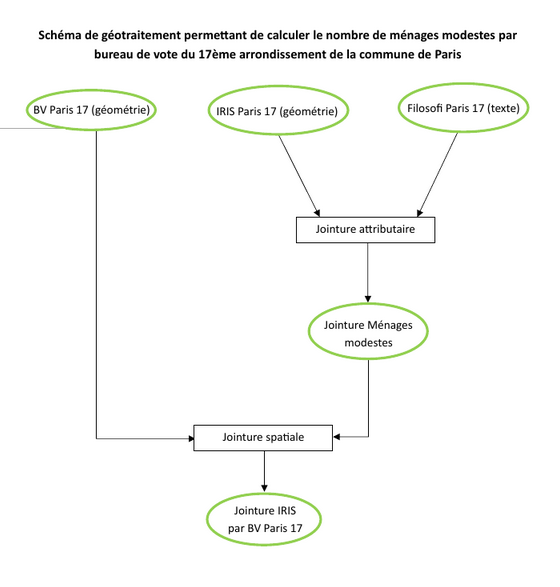 Schéma de géotraitement permettant de calculer le nombre de ménages modestes par
bureau de vote du 17ème arrondissement de la commune de Paris
BV Paris 17 (géométrie)
IRIS Paris 17 (géométrie)
Filosofi Paris 17 (texte)
Jointure attributaire
Jointure Ménages
modestes
Jointure spatiale
Jointure IRIS
par BV Paris 17